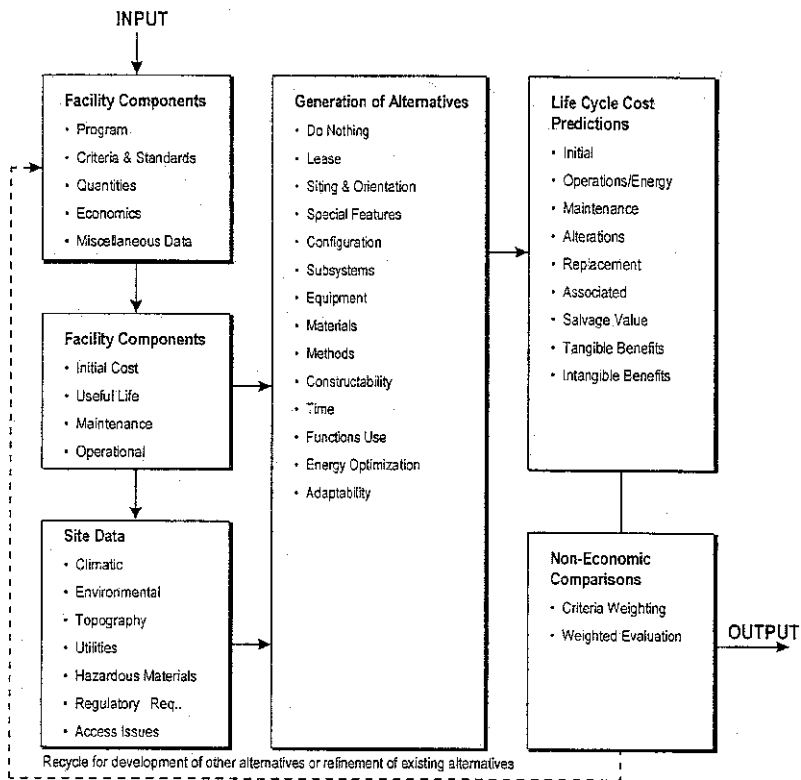 INPUT
Facility Components
• Program
• Criteria & Standards
• Quantities
• Economics
• Miscellaneous Data
Facility Components
• Initial Cost
• Useful Life
• Maintenance
• Operational
Site Data
• Climatic
• Environmental
• Topography
• Utilities
• Hazardous Materials
• Regulatory Req..
• Access Issues
Generation of Alternatives
• Do Nothing
• Lease
• Siting & Orientation
• Special Features
• Configuration
• Subsystems
• Equipment
• Materials
• Methods
• Constructability
• Time
• Functions Use
• Energy Optimization
• Adaptability
Life Cycle Cost
Predictions
• Initial
• Operations/Energy
• Maintenance
• Alterations
• Replacement
• Associated
• Salvage Value
• Tangible Benefits
• Intangible Benefits
Non-Economic
Comparisons
• Criteria Weighting
• Weighted Evaluation
OUTPUT
Recycle for development of other alternatives or refinement of existing alternatives